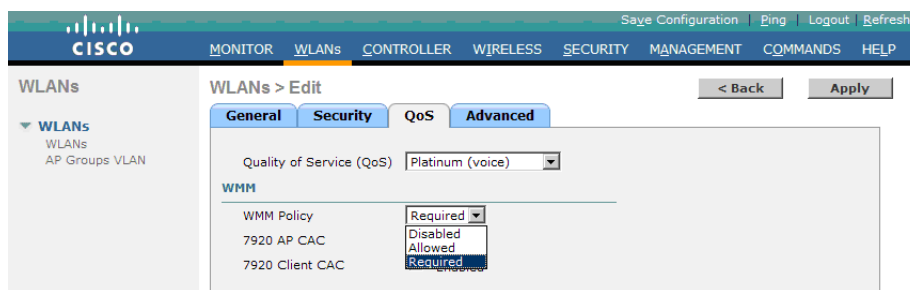 Save Configuration | Ping | Logout | Refresh
CISCO
MONITOR WLANs CONTROLLER WIRELESS SECURITY MANAGEMENT COMMANDS HELP
WLANs
WLANs > Edit
< Back
Apply
General Security QoS Advanced
WLANs
WLANs
AP Groups VLAN
Quality of Service (QoS) Platinum (voice)
WMM
WMM Policy Required
Disabled
7920 AP CAC
Allowed
Required
7920 Client CAC